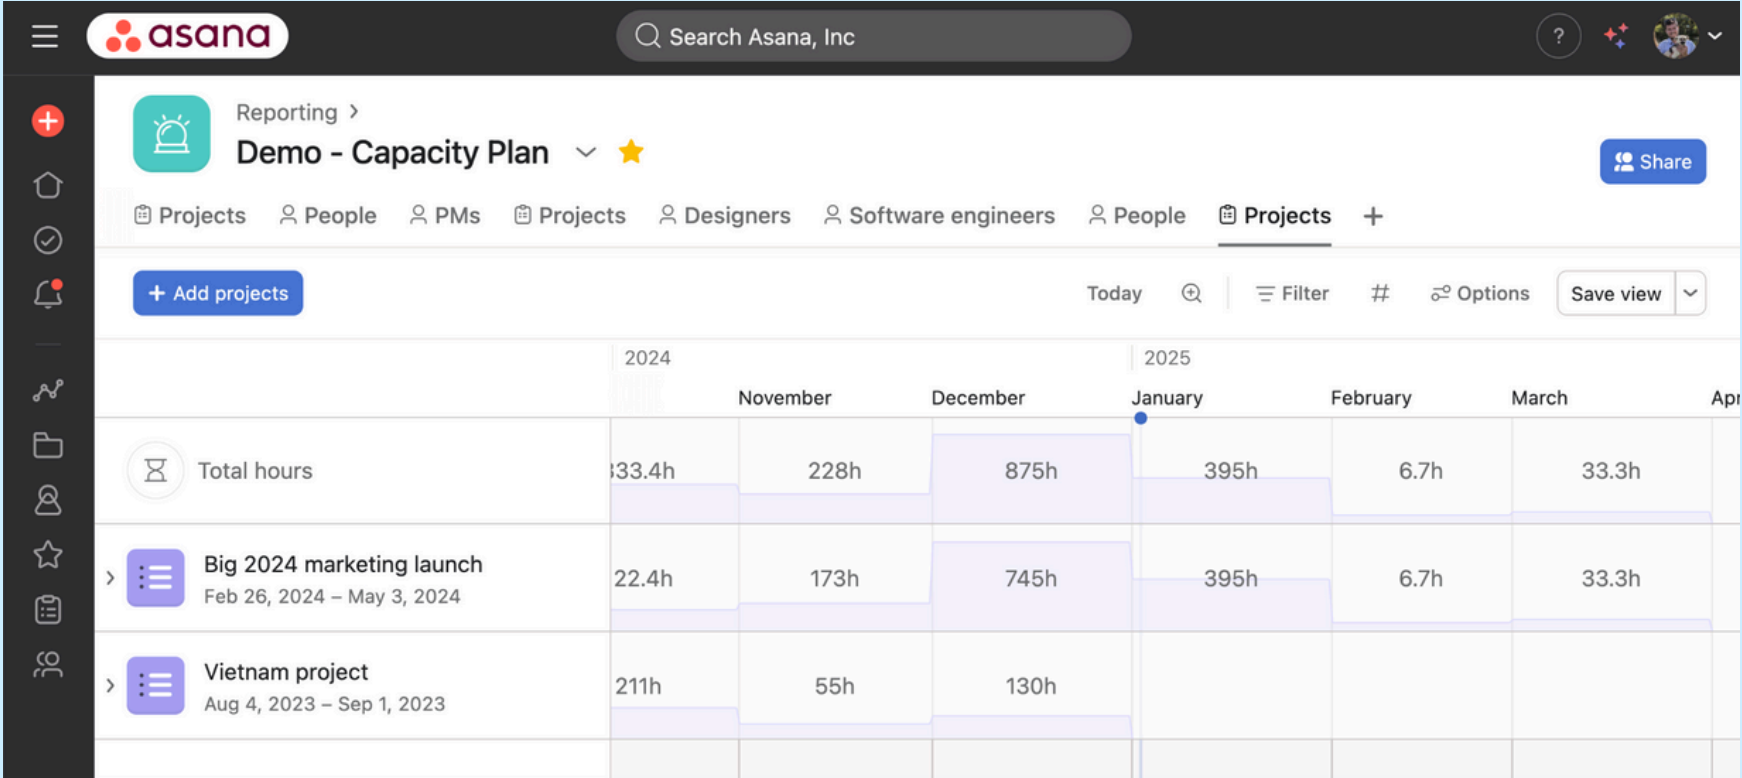 asana
Search Asana, Inc
?
Reporting >
Demo - Capacity Plan
Share
Projects People PMs Projects Designers Software engineers People Projects +
+ Add projects
Today Filter # Options Save view
2024 2025
November December January February March
Total hours 228h 875h 395h 6.7h 33.3h
Big 2024 marketing launch
Feb 26, 2024 – May 3, 2024
22.4h 173h 745h 395h 6.7h 33.3h
Vietnam project
Aug 4, 2023 – Sep 1, 2023
211h 55h 130h